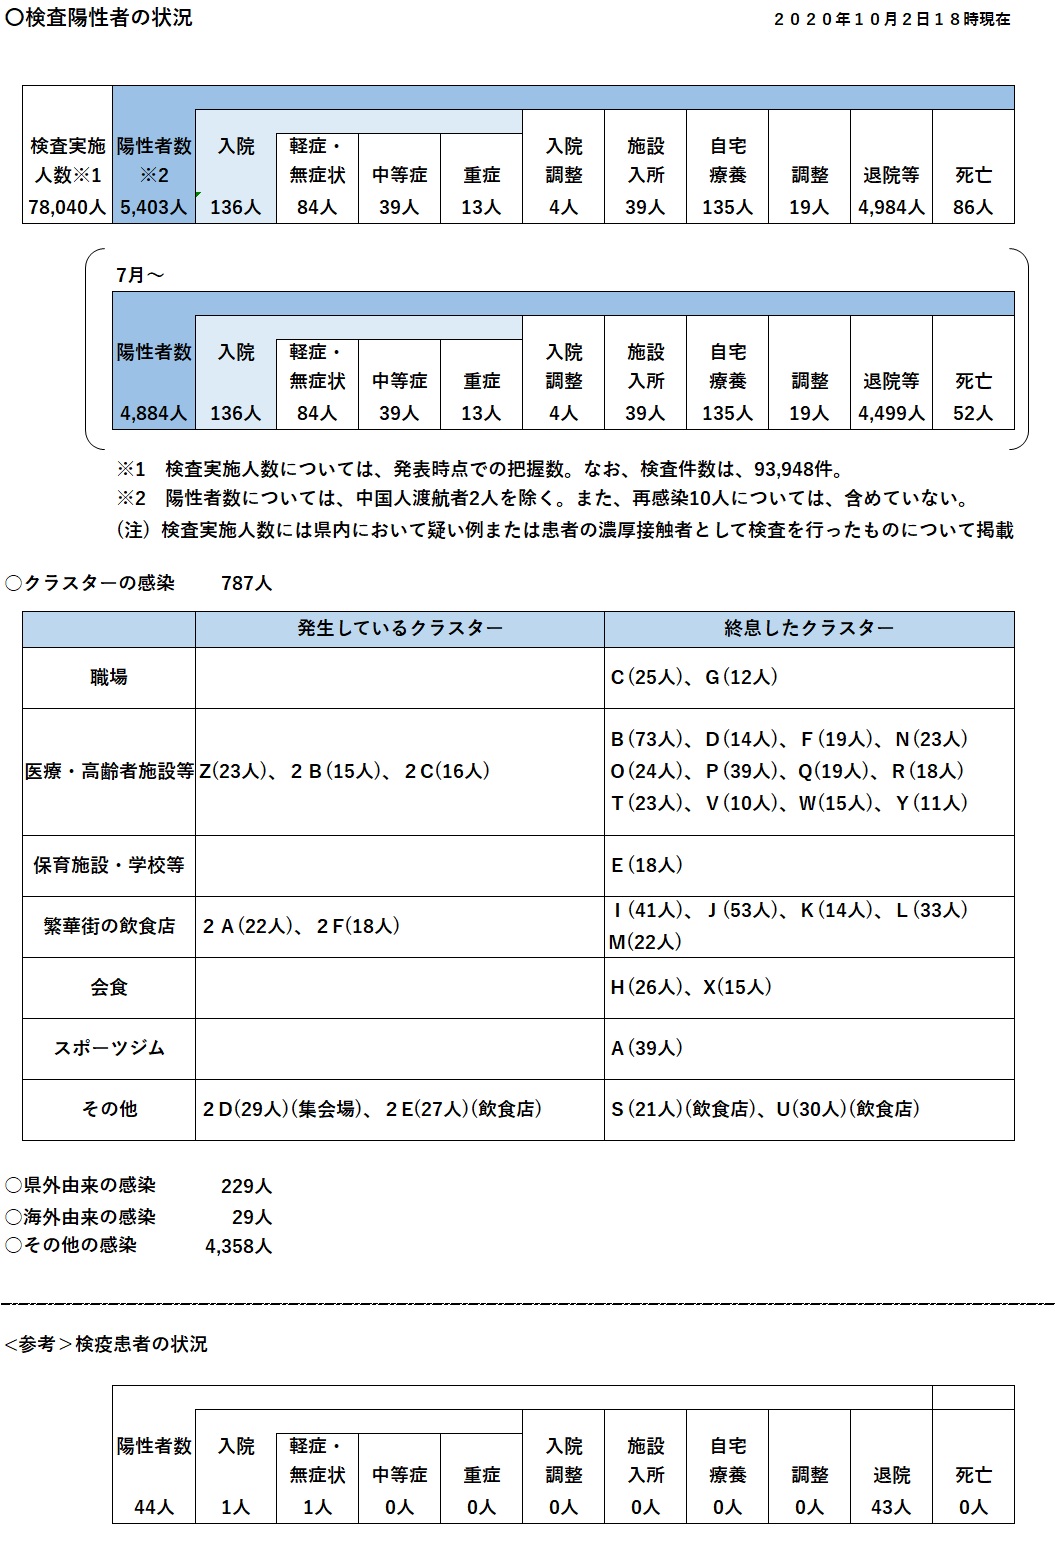 〇検査陽性者の状況
２０２０年１０月２日１８時現在
検査実施 陽性者数 入院 軽症・ 入院 施設 自宅
人数※1 ※2 無症状 中等症 重症 調整 入所 療養 調整 退院等 死亡
78,040人 5,403人 136人 84人 39人 13人 4人 39人 135人 19人 4,984人 86人
7月～
陽性者数 入院 軽症・ 入院 施設 自宅
無症状 中等症 重症 調整 入所 療養 調整 退院等 死亡
4,884人 136人 84人 39人 13人 4人 39人 135人 19人 4,499人 52人
※1　検査実施人数については、発表時点での把握数。なお、検査件数は、93,948件。
※2　陽性者数については、中国人渡航者2人を除く。また、再感染10人については、含めていない。
（注）検査実施人数には県内において疑い例または患者の濃厚接触者として検査を行ったものについて掲載
〇クラスターの感染 787人
発生しているクラスター 終息したクラスター
職場 C(25人)、G(12人)
医療・高齢者施設等 Z(23人)、２B(15人)、２C(16人) B(73人)、D(14人)、F(19人)、N(23人)
O(24人)、P(39人)、Q(19人)、R(18人)
T(23人)、V(10人)、W(15人)、Y(11人)
保育施設・学校等 E(18人)
繁華街の飲食店 ２A(22人)、２F(18人) I(41人)、J(53人)、K(14人)、L(33人)
M(22人)
会食 H(26人)、X(15人)
スポーツジム A(39人)
その他 ２D(29人)(集会場)、２E(27人)(飲食店) S(21人)(飲食店)、U(30人)(飲食店)
〇県外由来の感染 229人
〇海外由来の感染 29人
〇その他の感染 4,358人
<参考＞検疫患者の状況
陽性者数 入院 軽症・ 入院 施設 自宅
無症状 中等症 重症 調整 入所 療養 調整 退院 死亡
44人 1人 1人 0人 0人 0人 0人 0人 0人 43人 0人